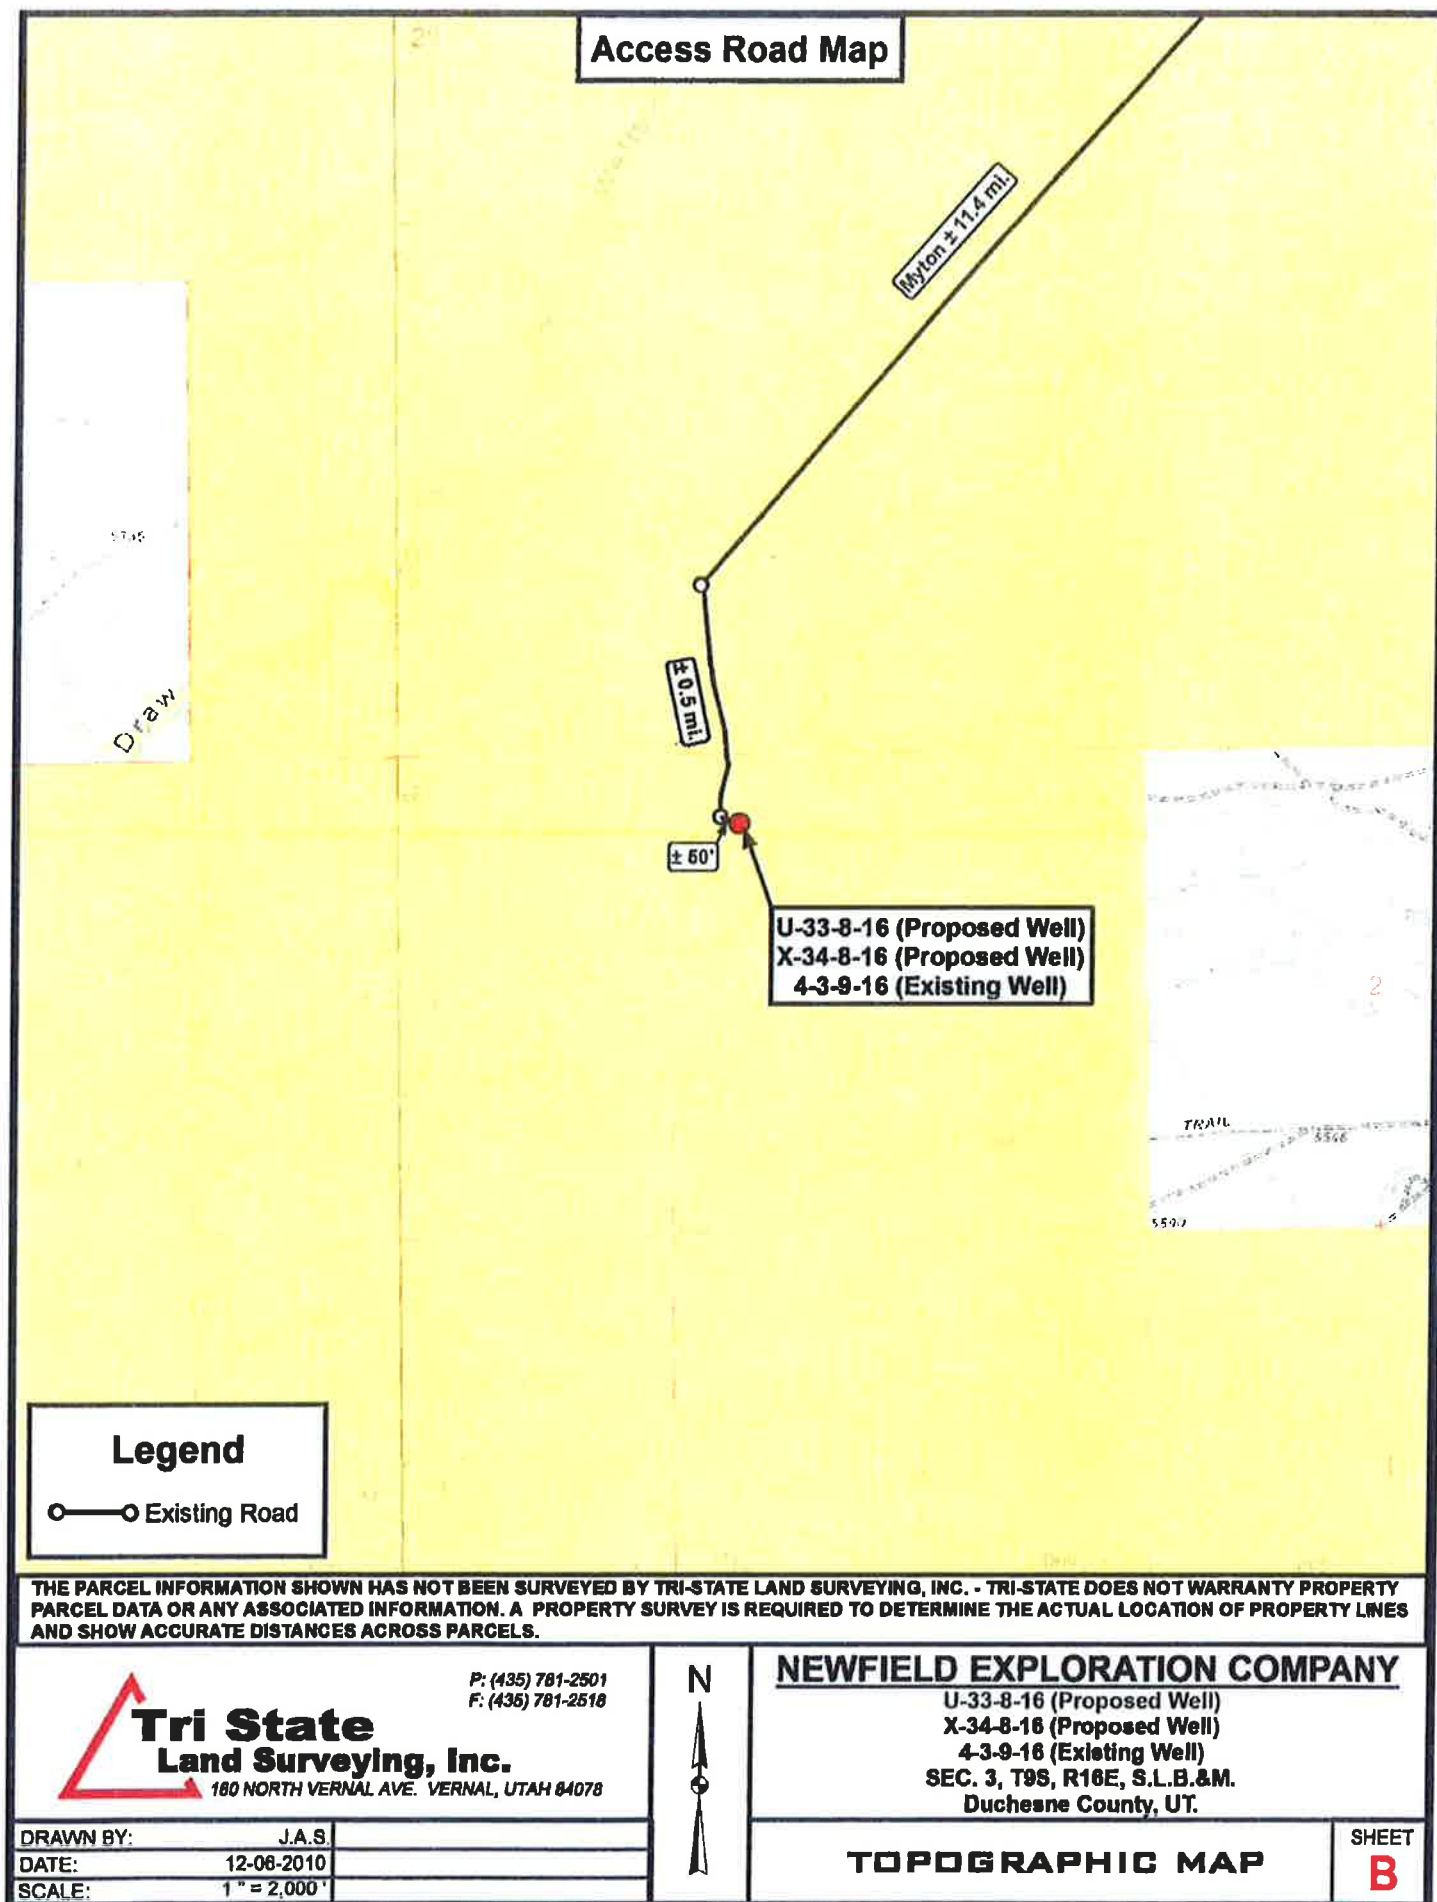 Access Road Map
Myton ± 11.4 mi.
5745
Draw
± 0.5 mi.
± 60'
U-33-8-16 (Proposed Well)
X-34-8-16 (Proposed Well)
4-3-9-16 (Existing Well)
2
TRAIL
5546
5590
Legend
Existing Road
THE PARCEL INFORMATION SHOWN HAS NOT BEEN SURVEYED BY TRI-STATE LAND SURVEYING, INC. - TRI-STATE DOES NOT WARRANTY PROPERTY
PARCEL DATA OR ANY ASSOCIATED INFORMATION. A PROPERTY SURVEY IS REQUIRED TO DETERMINE THE ACTUAL LOCATION OF PROPERTY LINES
AND SHOW ACCURATE DISTANCES ACROSS PARCELS.
P: (435) 781-2501
F: (435) 781-2518
Tri State
Land Surveying, Inc.
180 NORTH VERNAL AVE. VERNAL, UTAH 84078
N
NEWFIELD EXPLORATION COMPANY
U-33-8-16 (Proposed Well)
X-34-8-16 (Proposed Well)
4-3-9-16 (Existing Well)
SEC. 3, T9S, R16E, S.L.B.&M.
Duchesne County, UT.
DRAWN BY: J.A.S.
DATE: 12-06-2010
SCALE: 1 " = 2,000 '
TOPOGRAPHIC MAP
SHEET
B